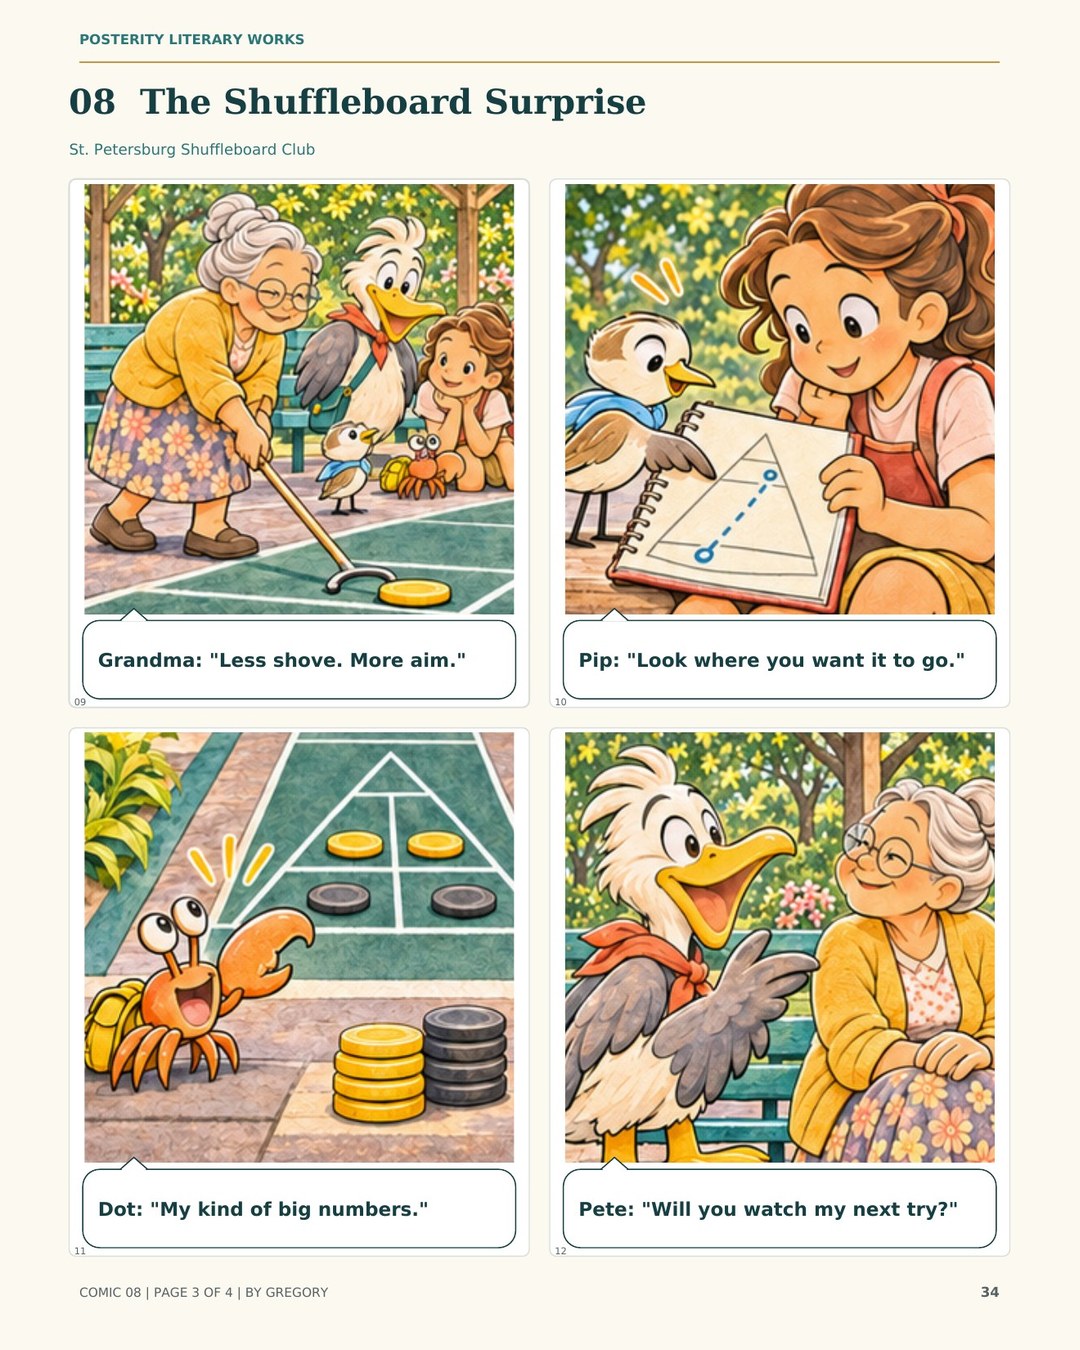 POSTERITY LITERARY WORKS
08 The Shuffleboard Surprise
St. Petersburg Shuffleboard Club
Grandma: "Less shove. More aim."
09
Pip: "Look where you want it to go."
10
Dot: "My kind of big numbers."
11
Pete: "Will you watch my next try?"
12
COMIC 08 | PAGE 3 OF 4 | BY GREGORY
34